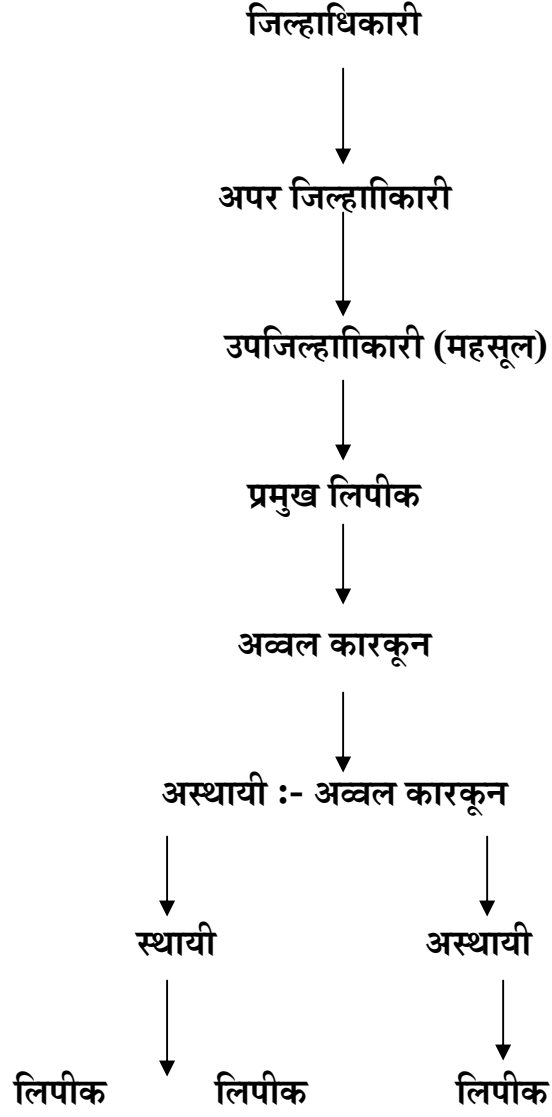 जिल्हाधिकारी
अपर जिल्हााकिारी
उपजिल्हााकिारी (महसूल)
प्रमुख लिपीक
अव्वल कारकून
अस्थायी :- अव्वल कारकून
स्थायी अस्थायी
लिपीक लिपीक लिपीक